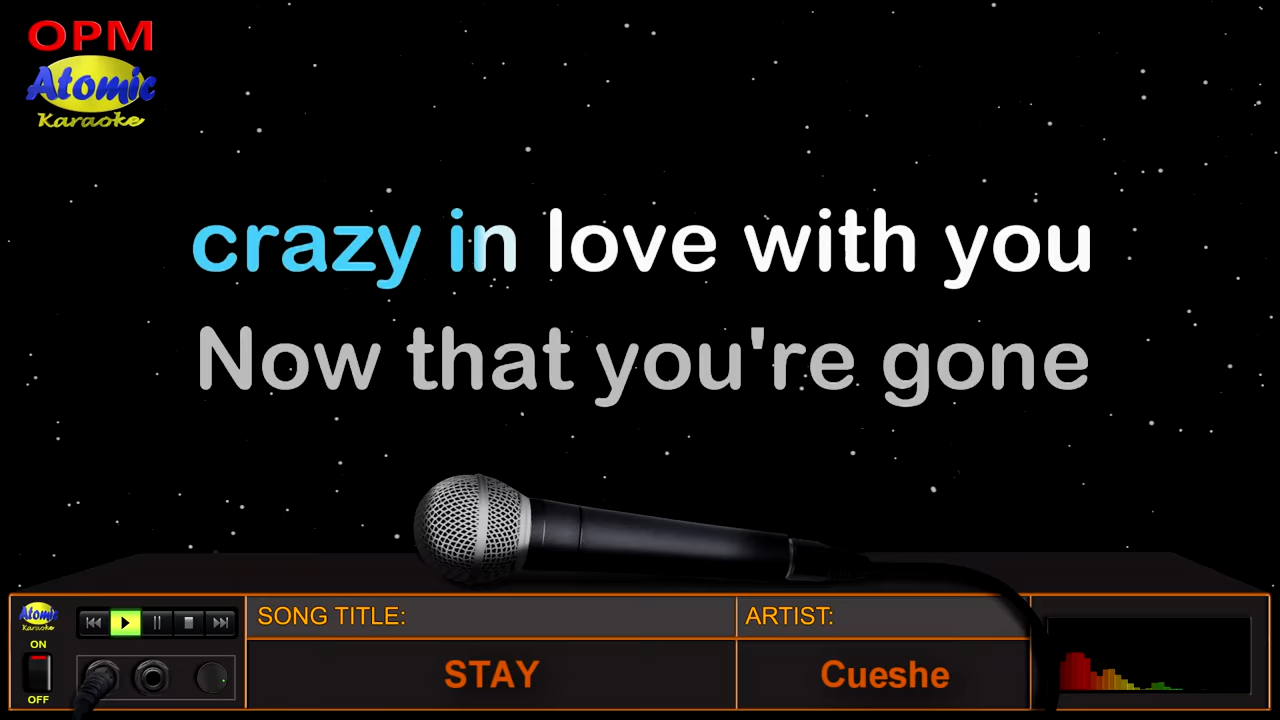 OPM
Atomic
Karaoke
crazy in love with you
Now that you're gone
Atomic
Karaoke
ON
OFF
SONG TITLE:
STAY
ARTIST:
Cueshe